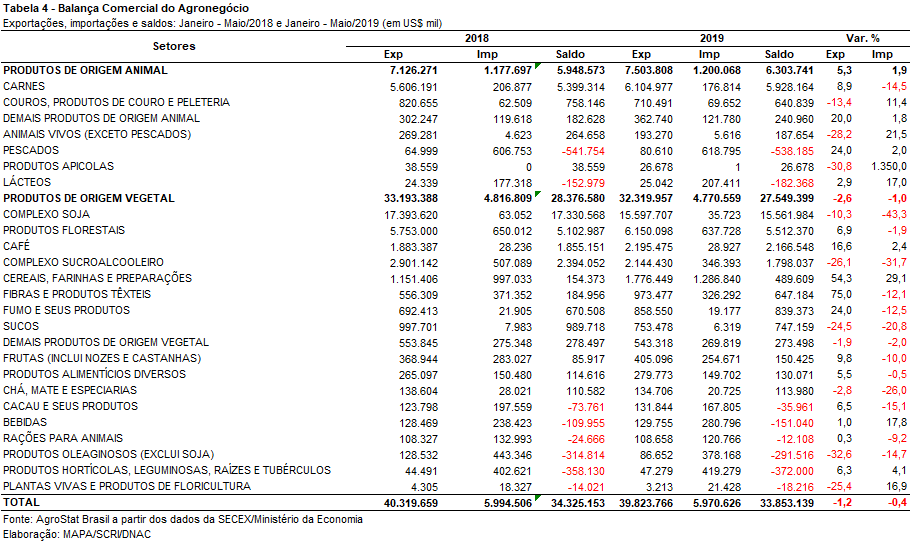 Tabela 4 - Balança Comercial do Agronegócio
Exportações, importações e saldos: Janeiro - Maio/2018 e Janeiro - Maio/2019 (em US$ mil)
Setores 2018 2019 Var. %
Exp Imp Saldo Exp Imp Saldo Exp Imp
PRODUTOS DE ORIGEM ANIMAL 7.126.271 1.177.697 5.948.573 7.503.808 1.200.068 6.303.741 5,3 1,9
CARNES 5.606.191 206.877 5.399.314 6.104.977 176.814 5.928.164 8,9 -14,5
COUROS, PRODUTOS DE COURO E PELETERIA 820.655 62.509 758.146 710.491 69.652 640.839 -13,4 11,4
DEMAIS PRODUTOS DE ORIGEM ANIMAL 302.247 119.618 182.628 362.740 121.780 240.960 20,0 1,8
ANIMAIS VIVOS (EXCETO PESCADOS) 269.281 4.623 264.658 193.270 5.616 187.654 -28,2 21,5
PESCADOS 64.999 606.753 -541.754 80.610 618.795 -538.185 24,0 2,0
PRODUTOS APICOLAS 38.559 0 38.559 26.678 1 26.678 -30,8 1.350,0
LÁCTEOS 24.339 177.318 -152.979 25.042 207.411 -182.368 2,9 17,0
PRODUTOS DE ORIGEM VEGETAL 33.193.388 4.816.809 28.376.580 32.319.957 4.770.559 27.549.399 -2,6 -1,0
COMPLEXO SOJA 17.393.620 63.052 17.330.568 15.597.707 35.723 15.561.984 -10,3 -43,3
PRODUTOS FLORESTAIS 5.753.000 650.012 5.102.987 6.150.098 637.728 5.512.370 6,9 -1,9
CAFÉ 1.883.387 28.236 1.855.151 2.195.475 28.927 2.166.548 16,6 2,4
COMPLEXO SUCROALCOOLEIRO 2.901.142 507.089 2.394.052 2.144.430 346.393 1.798.037 -26,1 -31,7
CEREAIS, FARINHAS E PREPARAÇÕES 1.151.406 997.033 154.373 1.776.449 1.286.840 489.609 54,3 29,1
FIBRAS E PRODUTOS TÊXTEIS 556.309 371.352 184.956 973.477 326.292 647.184 75,0 -12,1
FUMO E SEUS PRODUTOS 692.413 21.905 670.508 858.550 19.177 839.373 24,0 -12,5
SUCOS 997.701 7.983 989.718 753.478 6.319 747.159 -24,5 -20,8
DEMAIS PRODUTOS DE ORIGEM VEGETAL 553.845 275.348 278.497 543.318 269.819 273.498 -1,9 -2,0
FRUTAS (INCLUI NOZES E CASTANHAS) 368.944 283.027 85.917 405.096 254.671 150.425 9,8 -10,0
PRODUTOS ALIMENTÍCIOS DIVERSOS 265.097 150.480 114.616 279.773 149.702 130.071 5,5 -0,5
CHÁ, MATE E ESPECIARIAS 138.604 28.021 110.582 134.706 20.725 113.980 -2,8 -26,0
CACAU E SEUS PRODUTOS 123.798 197.559 -73.761 131.844 167.805 -35.961 6,5 -15,1
BEBIDAS 128.469 238.423 -109.955 129.755 280.796 -151.040 1,0 17,8
RAÇÕES PARA ANIMAIS 108.327 132.993 -24.666 108.658 120.766 -12.108 0,3 -9,2
PRODUTOS OLEAGINOSOS (EXCLUI SOJA) 128.532 443.346 -314.814 86.652 378.168 -291.516 -32,6 -14,7
PRODUTOS HORTÍCOLAS, LEGUMINOSAS, RAÍZES E TUBÉRCULOS 44.491 402.621 -358.130 47.279 419.279 -372.000 6,3 4,1
PLANTAS VIVAS E PRODUTOS DE FLORICULTURA 4.305 18.327 -14.021 3.213 21.428 -18.216 -25,4 16,9
TOTAL 40.319.659 5.994.506 34.325.153 39.823.766 5.970.626 33.853.139 -1,2 -0,4
Fonte: AgroStat Brasil a partir dos dados da SECEX/Ministério da Economia
Elaboração: MAPA/SCRI/DNAC